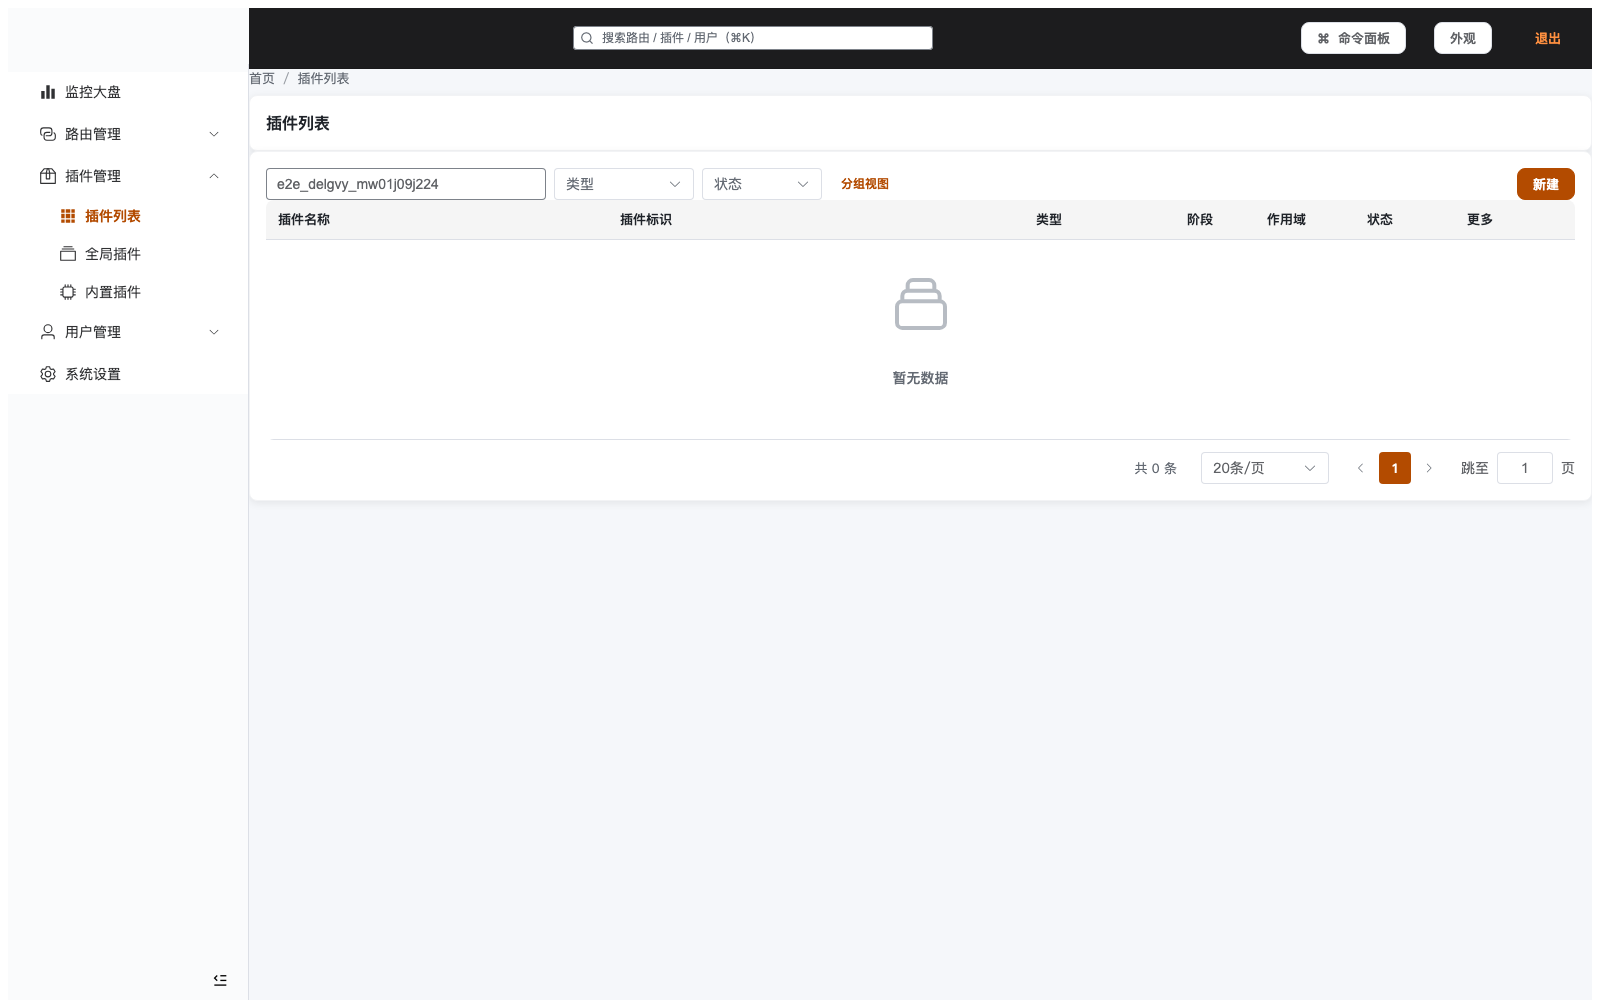 搜索路由 / 插件 / 用户（⌘K）
⌘ 命令面板
外观
退出
监控大盘
路由管理
插件管理
插件列表
全局插件
内置插件
用户管理
系统设置
首页 / 插件列表
插件列表
e2e_delgvy_mw01j09j224
类型
状态
分组视图
新建
插件名称 插件标识 类型 阶段 作用域 状态 更多
暂无数据
共 0 条
20条/页
1
跳至 1 页